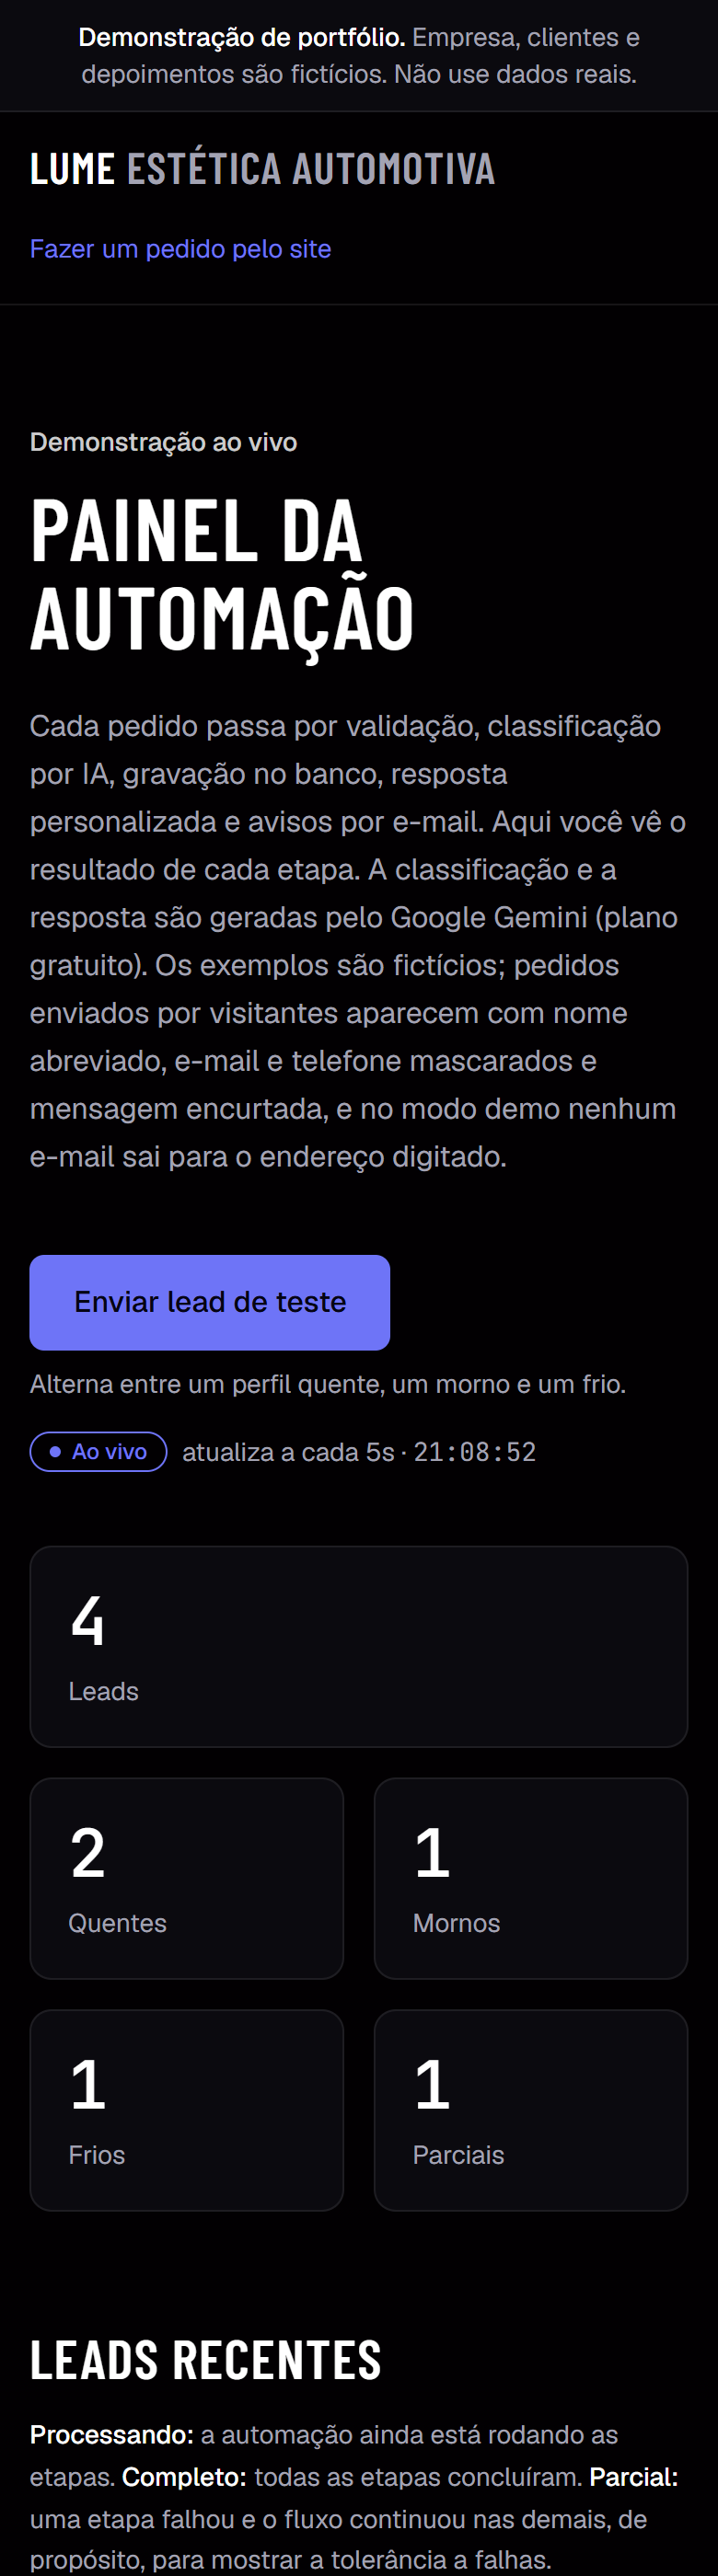 Demonstração de portfólio. Empresa, clientes e
depoimentos são fictícios. Não use dados reais.
LUME ESTÉTICA AUTOMOTIVA
Fazer um pedido pelo site
Demonstração ao vivo
PAINEL DA
AUTOMAÇÃO
Cada pedido passa por validação, classificação
por IA, gravação no banco, resposta
personalizada e avisos por e-mail. Aqui você vê o
resultado de cada etapa. A classificação e a
resposta são geradas pelo Google Gemini (plano
gratuito). Os exemplos são fictícios; pedidos
enviados por visitantes aparecem com nome
abreviado, e-mail e telefone mascarados e
mensagem encurtada, e no modo demo nenhum
e-mail sai para o endereço digitado.
Enviar lead de teste
Alterna entre um perfil quente, um morno e um frio.
Ao vivo atualiza a cada 5s · 21:08:52
4
Leads
2
Quentes
1
Mornos
1
Frios
1
Parciais
LEADS RECENTES
Processando: a automação ainda está rodando as
etapas. Completo: todas as etapas concluíram. Parcial:
uma etapa falhou e o fluxo continuou nas demais, de
propósito, para mostrar a tolerância a falhas.